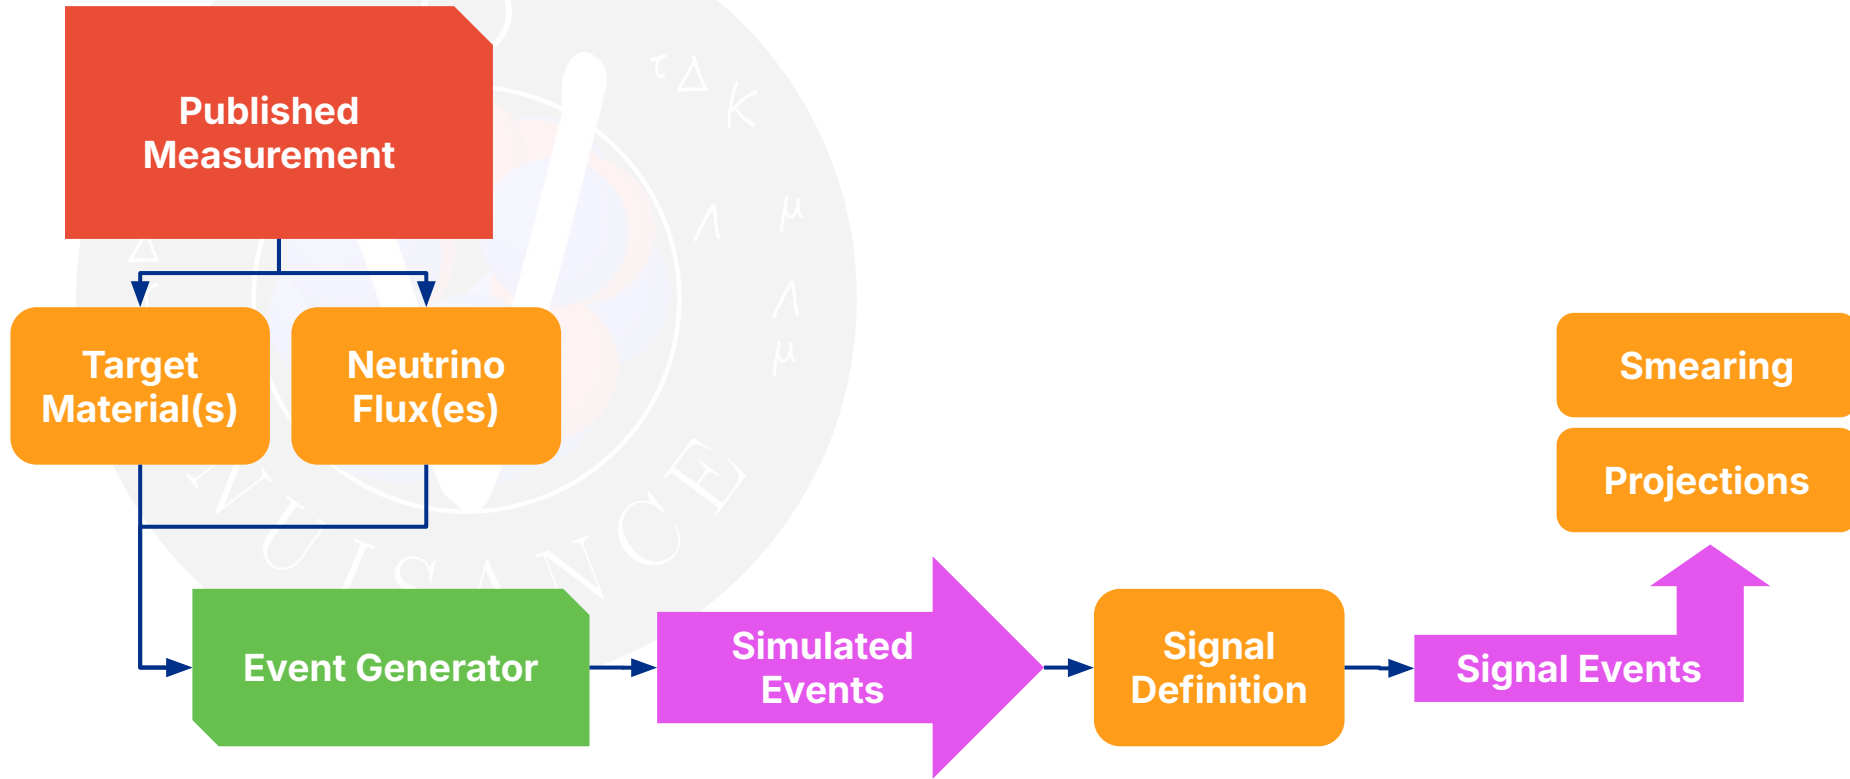 Published
Measurement
τ Δ K
Λ μ
Δ
Λ
μ
Target
Material(s)
Neutrino
Flux(es)
Smearing
Projections
NUISANCE
Event Generator
Simulated
Events
Signal
Definition
Signal Events